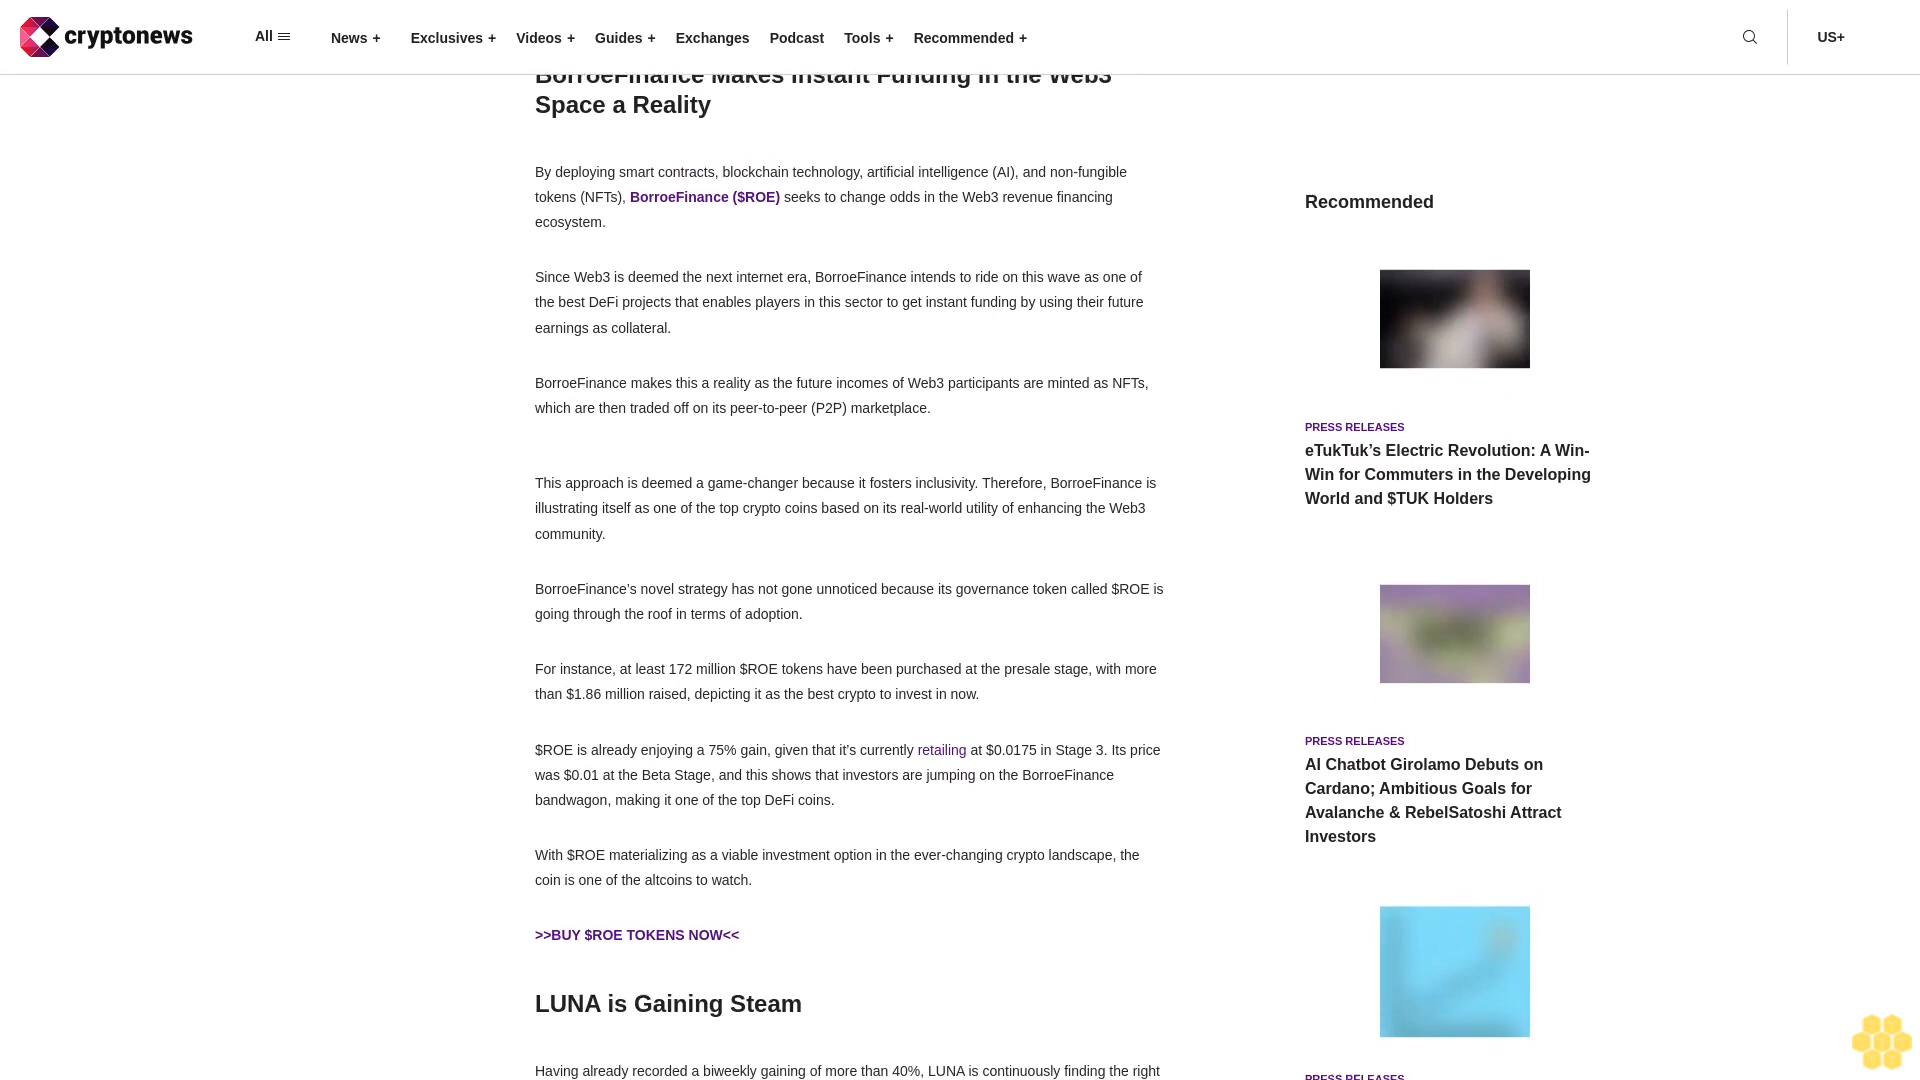 cryptonews
All
News +
Exclusives +
Videos +
Guides +
Exchanges
Podcast
Tools +
Recommended +
US+
BorroeFinance Makes Instant Funding in the Web3
Space a Reality
By deploying smart contracts, blockchain technology, artificial intelligence (AI), and non-fungible
tokens (NFTs), BorroeFinance ($ROE) seeks to change odds in the Web3 revenue financing
ecosystem.
Since Web3 is deemed the next internet era, BorroeFinance intends to ride on this wave as one of
the best DeFi projects that enables players in this sector to get instant funding by using their future
earnings as collateral.
BorroeFinance makes this a reality as the future incomes of Web3 participants are minted as NFTs,
which are then traded off on its peer-to-peer (P2P) marketplace.
This approach is deemed a game-changer because it fosters inclusivity. Therefore, BorroeFinance is
illustrating itself as one of the top crypto coins based on its real-world utility of enhancing the Web3
community.
BorroeFinance’s novel strategy has not gone unnoticed because its governance token called $ROE is
going through the roof in terms of adoption.
For instance, at least 172 million $ROE tokens have been purchased at the presale stage, with more
than $1.86 million raised, depicting it as the best crypto to invest in now.
$ROE is already enjoying a 75% gain, given that it’s currently retailing at $0.0175 in Stage 3. Its price
was $0.01 at the Beta Stage, and this shows that investors are jumping on the BorroeFinance
bandwagon, making it one of the top DeFi coins.
With $ROE materializing as a viable investment option in the ever-changing crypto landscape, the
coin is one of the altcoins to watch.
>>BUY $ROE TOKENS NOW<<
LUNA is Gaining Steam
Having already recorded a biweekly gaining of more than 40%, LUNA is continuously finding the right
Recommended
PRESS RELEASES
eTukTuk’s Electric Revolution: A Win-
Win for Commuters in the Developing
World and $TUK Holders
PRESS RELEASES
AI Chatbot Girolamo Debuts on
Cardano; Ambitious Goals for
Avalanche & RebelSatoshi Attract
Investors
PRESS RELEASES